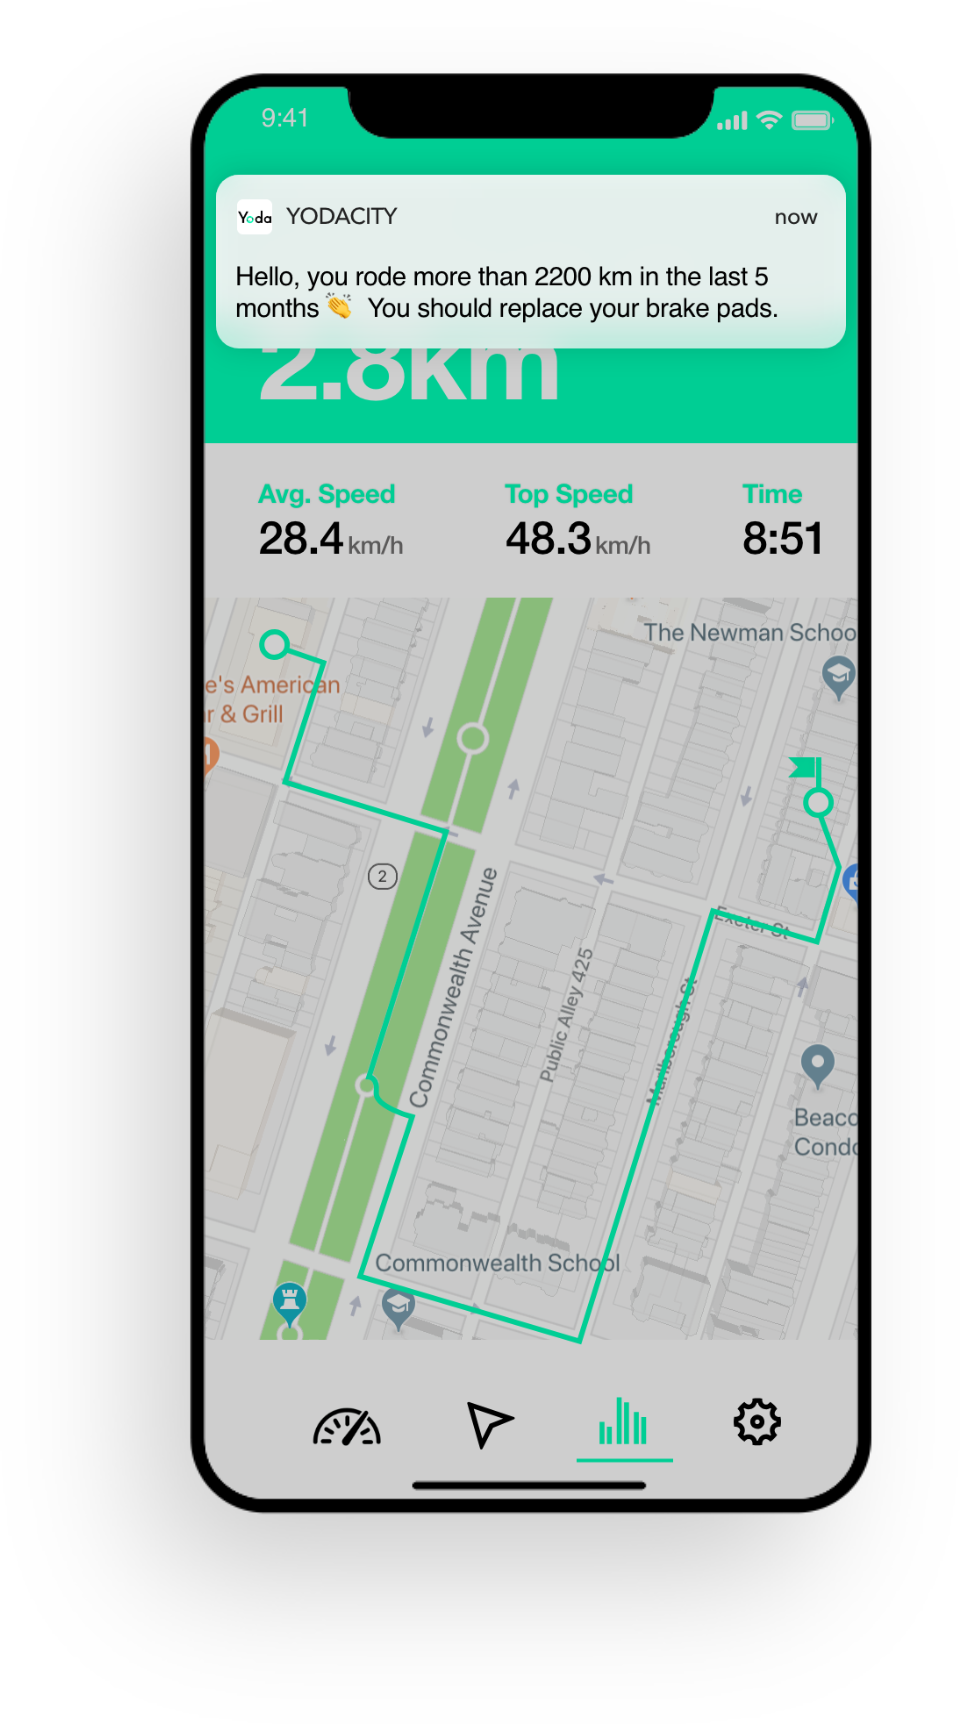 9:41
Yoda YODACITY now
Hello, you rode more than 2200 km in the last 5
months 👏 You should replace your brake pads.
2.8km
Avg. Speed Top Speed Time
28.4 km/h 48.3 km/h 8:51
The Newman Schoo
e's American
r & Grill
2
Commonwealth Avenue
Public Alley 425
Marlborough St
Exeter St
Beaco
Condo
Commonwealth School